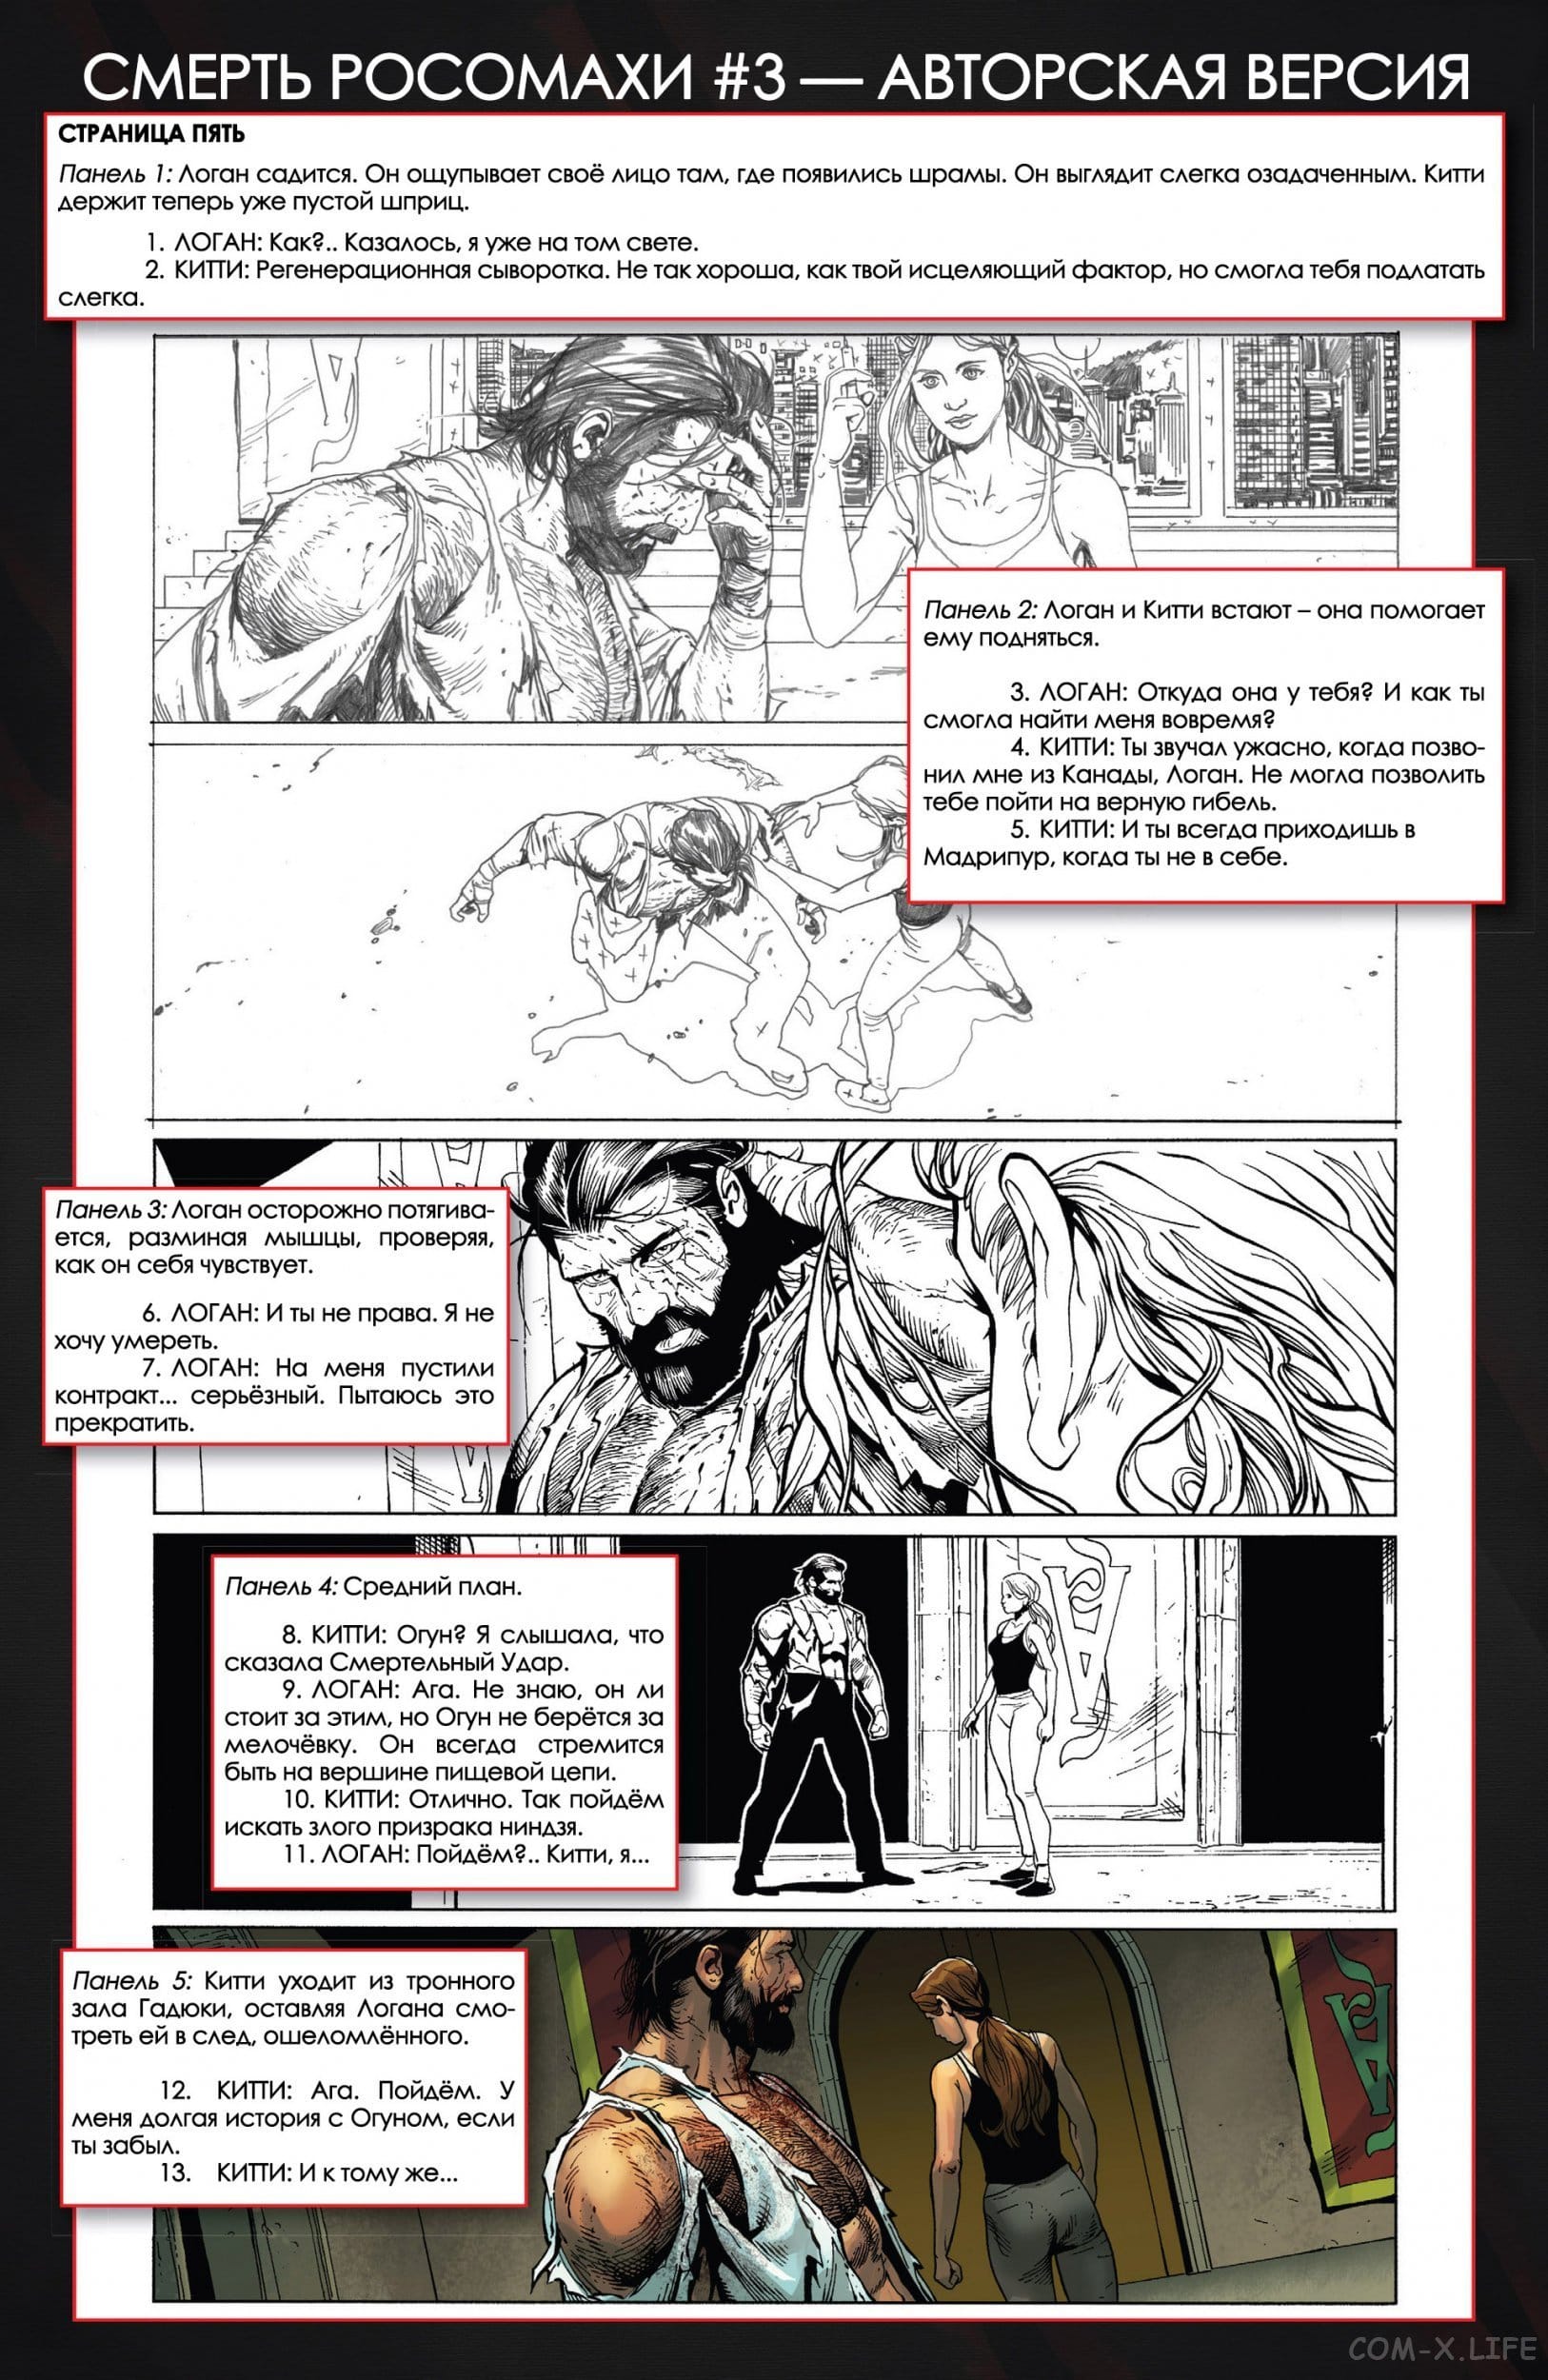 СМЕРТЬ РОСОМАХИ #3 — АВТОРСКАЯ ВЕРСИЯ
СТРАНИЦА ПЯТЬ
Панель 1: Логан садится. Он ощупывает своё лицо там, где появились шрамы. Он выглядит слегка озадаченным. Китти
держит теперь уже пустой шприц.
1. ЛОГАН: Как?.. Казалось, я уже на том свете.
2. КИТТИ: Регенерационная сыворотка. Не так хороша, как твой исцеляющий фактор, но смогла тебя подлатать
слегка.
Панель 2: Логан и Китти встают – она помогает
ему подняться.
3. ЛОГАН: Откуда она у тебя? И как ты
смогла найти меня вовремя?
4. КИТТИ: Ты звучал ужасно, когда позво-
нил мне из Канады, Логан. Не могла позволить
тебе пойти на верную гибель.
5. КИТТИ: И ты всегда приходишь в
Мадрипур, когда ты не в себе.
Панель 3: Логан осторожно потягива-
ется, разминая мышцы, проверяя,
как он себя чувствует.
6. ЛОГАН: И ты не права. Я не
хочу умереть.
7. ЛОГАН: На меня пустили
контракт... серьёзный. Пытаюсь это
прекратить.
Панель 4: Средний план.
8. КИТТИ: Огун? Я слышала, что
сказала Смертельный Удар.
9. ЛОГАН: Ага. Не знаю, он ли
стоит за этим, но Огун не берётся за
мелочёвку. Он всегда стремится
быть на вершине пищевой цепи.
10. КИТТИ: Отлично. Так пойдём
искать злого призрака ниндзя.
11. ЛОГАН: Пойдём?.. Китти, я...
Панель 5: Китти уходит из тронного
зала Гадюки, оставляя Логана смо-
треть ей в след, ошеломлённого.
12. КИТТИ: Ага. Пойдём. У
меня долгая история с Огуном, если
ты забыл.
13. КИТТИ: И к тому же...
COM-X.LIFE